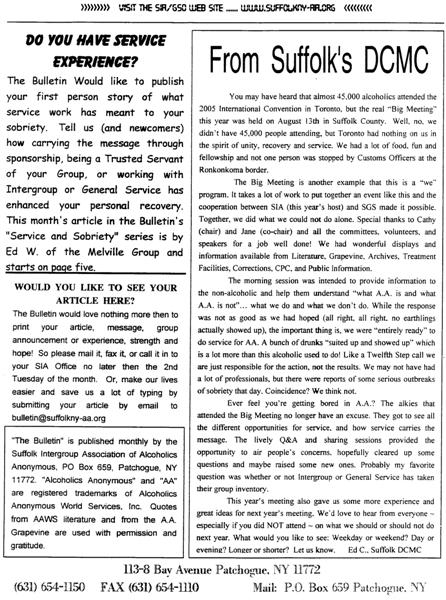 »»»»» VISIT THE SIA/GSO WEB SITE ...... WWW.SUFFOLKNY-AA.ORG «««««
DO YOU HAVE SERVICE
EXPERIENCE?
The Bulletin Would like to publish
your first person story of what
service work has meant to your
sobriety. Tell us (and newcomers)
how carrying the message through
sponsorship, being a Trusted Servant
of your Group, or working with
Intergroup or General Service has
enhanced your personal recovery.
This month's article in the Bulletin's
"Service and Sobriety" series is by
Ed W. of the Melville Group and
starts on page five.
WOULD YOU LIKE TO SEE YOUR
ARTICLE HERE?
The Bulletin would love nothing more then to
print your article, message, group
announcement or experience, strength and
hope! So please mail it, fax it, or call it in to
your SIA Office no later then the 2nd
Tuesday of the month. Or, make our lives
easier and save us a lot of typing by
submitting your article by email to
bulletin@suffolkny-aa.org
"The Bulletin" is published monthly by the
Suffolk Intergroup Association of Alcoholics
Anonymous, PO Box 659, Patchogue, NY
11772. "Alcoholics Anonymous" and "AA"
are registered trademarks of Alcoholics
Anonymous World Services, Inc. Quotes
from AAWS literature and from the A.A.
Grapevine are used with permission and
gratitude.
From Suffolk's DCMC
You may have heard that almost 45,000 alcoholics attended the
2005 International Convention in Toronto, but the real "Big Meeting"
this year was held on August 13th in Suffolk County. Well, no, we
didn't have 45,000 people attending, but Toronto had nothing on us in
the spirit of unity, recovery and service. We had a lot of food, fun and
fellowship and not one person was stopped by Customs Officers at the
Ronkonkoma border.
The Big Meeting is another example that this is a "we"
program. It takes a lot of work to put together an event like this and the
cooperation between SIA (this year's host) and SGS made it possible.
Together, we did what we could not do alone. Special thanks to Cathy
(chair) and Jane (co-chair) and all the committees, volunteers, and
speakers for a job well done! We had wonderful displays and
information available from Literature, Grapevine, Archives, Treatment
Facilities, Corrections, CPC, and Public Information.
The morning session was intended to provide information to
the non-alcoholic and help them understand "what A.A. is and what
A.A. is not"... what we do and what we don't do. While the response
was not as good as we had hoped (all right, all right, no earthlings
actually showed up), the important thing is, we were "entirely ready" to
do service for AA. A bunch of drunks "suited up and showed up" which
is a lot more than this alcoholic used to do! Like a Twelfth Step call we
are just responsible for the action, not the results. We may not have had
a lot of professionals, but there were reports of some serious outbreaks
of sobriety that day. Coincidence? We think not.
Ever feel you're getting bored in A.A.? The alkies that
attended the Big Meeting no longer have an excuse. They got to see all
the different opportunities for service, and how service carries the
message. The lively Q&A and sharing sessions provided the
opportunity to air people's concerns, hopefully cleared up some
questions and maybe raised some new ones. Probably my favorite
question was whether or not Intergroup or General Service has taken
their group inventory.
This year's meeting also gave us some more experience and
great ideas for next year's meeting. We'd love to hear from everyone ~
especially if you did NOT attend ~ on what we should or should not do
next year. What would you like to see: Weekday or weekend? Day or
evening? Longer or shorter? Let us know. Ed C., Suffolk DCMC
113-8 Bay Avenue Patchogue, NY 11772
(631) 654-1150 FAX (631) 654-1110 Mail: P.O. Box 659 Patchogue, NY